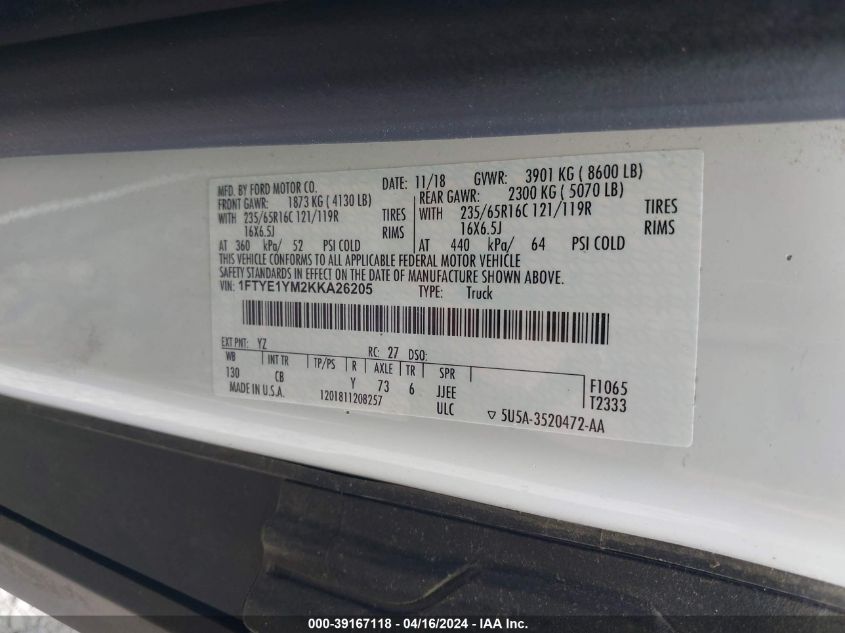 MFD. BY FORD MOTOR CO. DATE: 11/18 GVWR: 3901 KG ( 8600 LB)
FRONT GAWR: 1873 KG ( 4130 LB) REAR GAWR: 2300 KG ( 5070 LB)
WITH 235/65R16C 121/119R TIRES WITH 235/65R16C 121/119R TIRES
16X6.5J RIMS 16X6.5J RIMS
AT 360 kPa/ 52 PSI COLD AT 440 kPa/ 64 PSI COLD
THIS VEHICLE CONFORMS TO ALL APPLICABLE FEDERAL MOTOR VEHICLE
SAFETY STANDARDS IN EFFECT ON THE DATE OF MANUFACTURE SHOWN ABOVE.
VIN: 1FTYE1YM2KKA26205 TYPE: Truck
EXT PNT: YZ RC: 27 DSO:
WB INT TR TP/PS R AXLE TR SPR
130 CB Y 73 6 JJEE F1065
MADE IN U.S.A. 1201811208257 ULC T2333
▽ 5U5A-3520472-AA
000-39167118 - 04/16/2024 - IAA Inc.